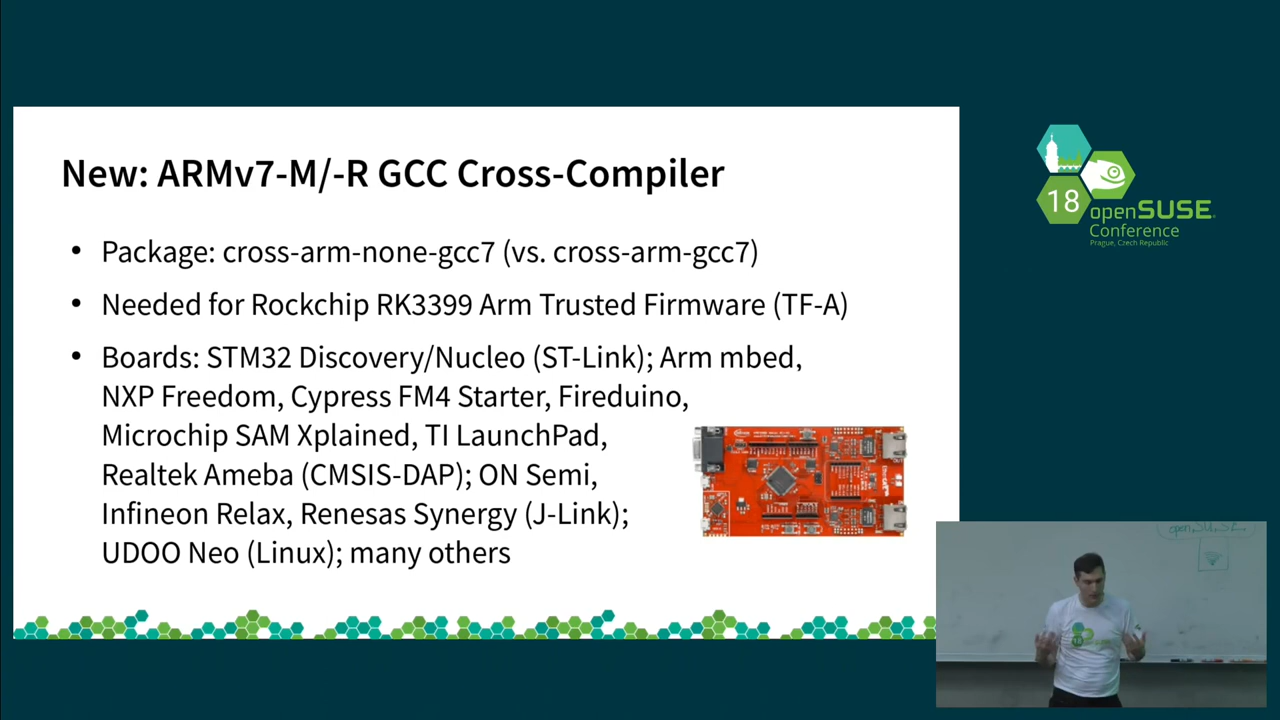 New: ARMv7-M/-R GCC Cross-Compiler
• Package: cross-arm-none-gcc7 (vs. cross-arm-gcc7)
• Needed for Rockchip RK3399 Arm Trusted Firmware (TF-A)
• Boards: STM32 Discovery/Nucleo (ST-Link); Arm mbed,
NXP Freedom, Cypress FM4 Starter, Fireduino,
Microchip SAM Xplained, TI LaunchPad,
Realtek Ameba (CMSIS-DAP); ON Semi,
Infineon Relax, Renesas Synergy (J-Link);
UDOO Neo (Linux); many others
18
openSUSE
Conference
Prague, Czech Republic
openSUSE
18